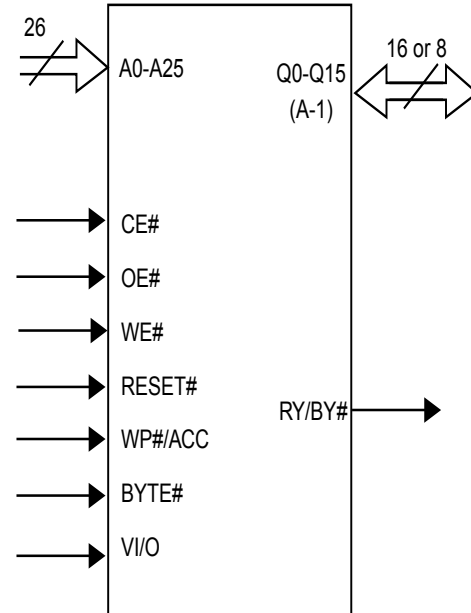 26
A0-A25
16 or 8
Q0-Q15
(A-1)
CE#
OE#
WE#
RESET#
RY/BY#
WP#/ACC
BYTE#
VI/O